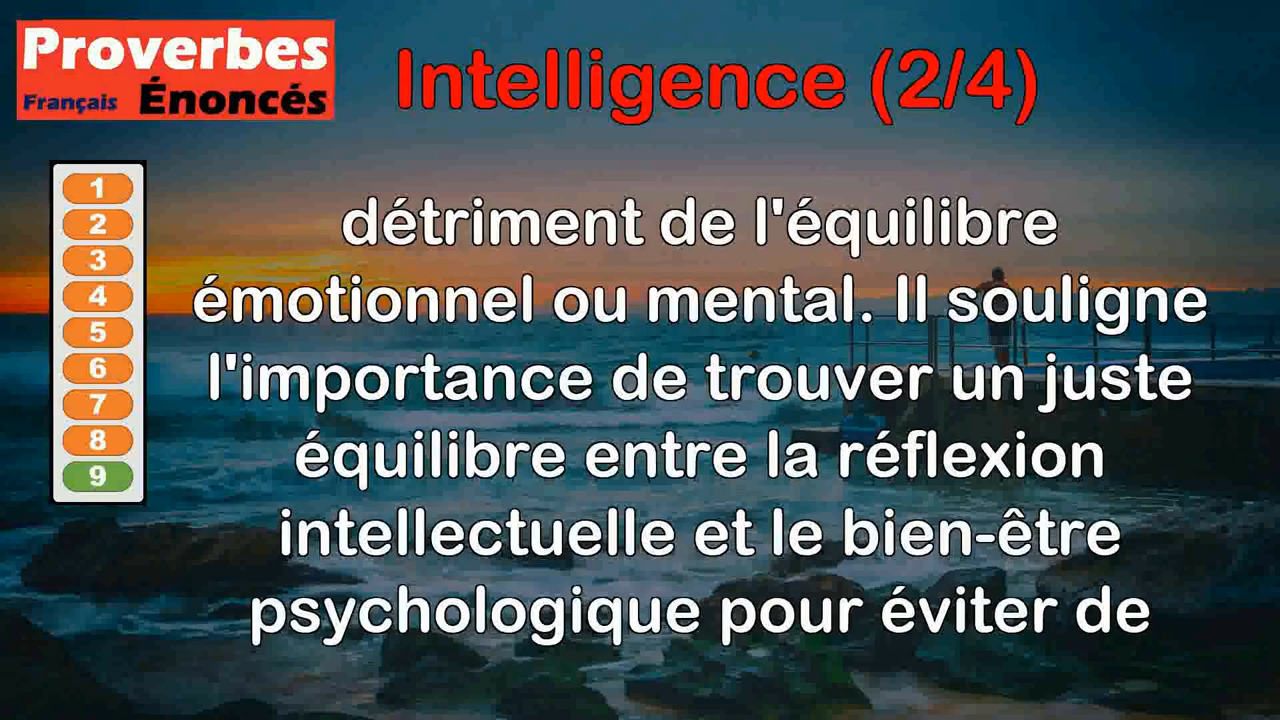 Proverbes
Français Énoncés
Intelligence (2/4)
1
2
3
4
5
6
7
8
9
détriment de l'équilibre
émotionnel ou mental. Il souligne
l'importance de trouver un juste
équilibre entre la réflexion
intellectuelle et le bien-être
psychologique pour éviter de